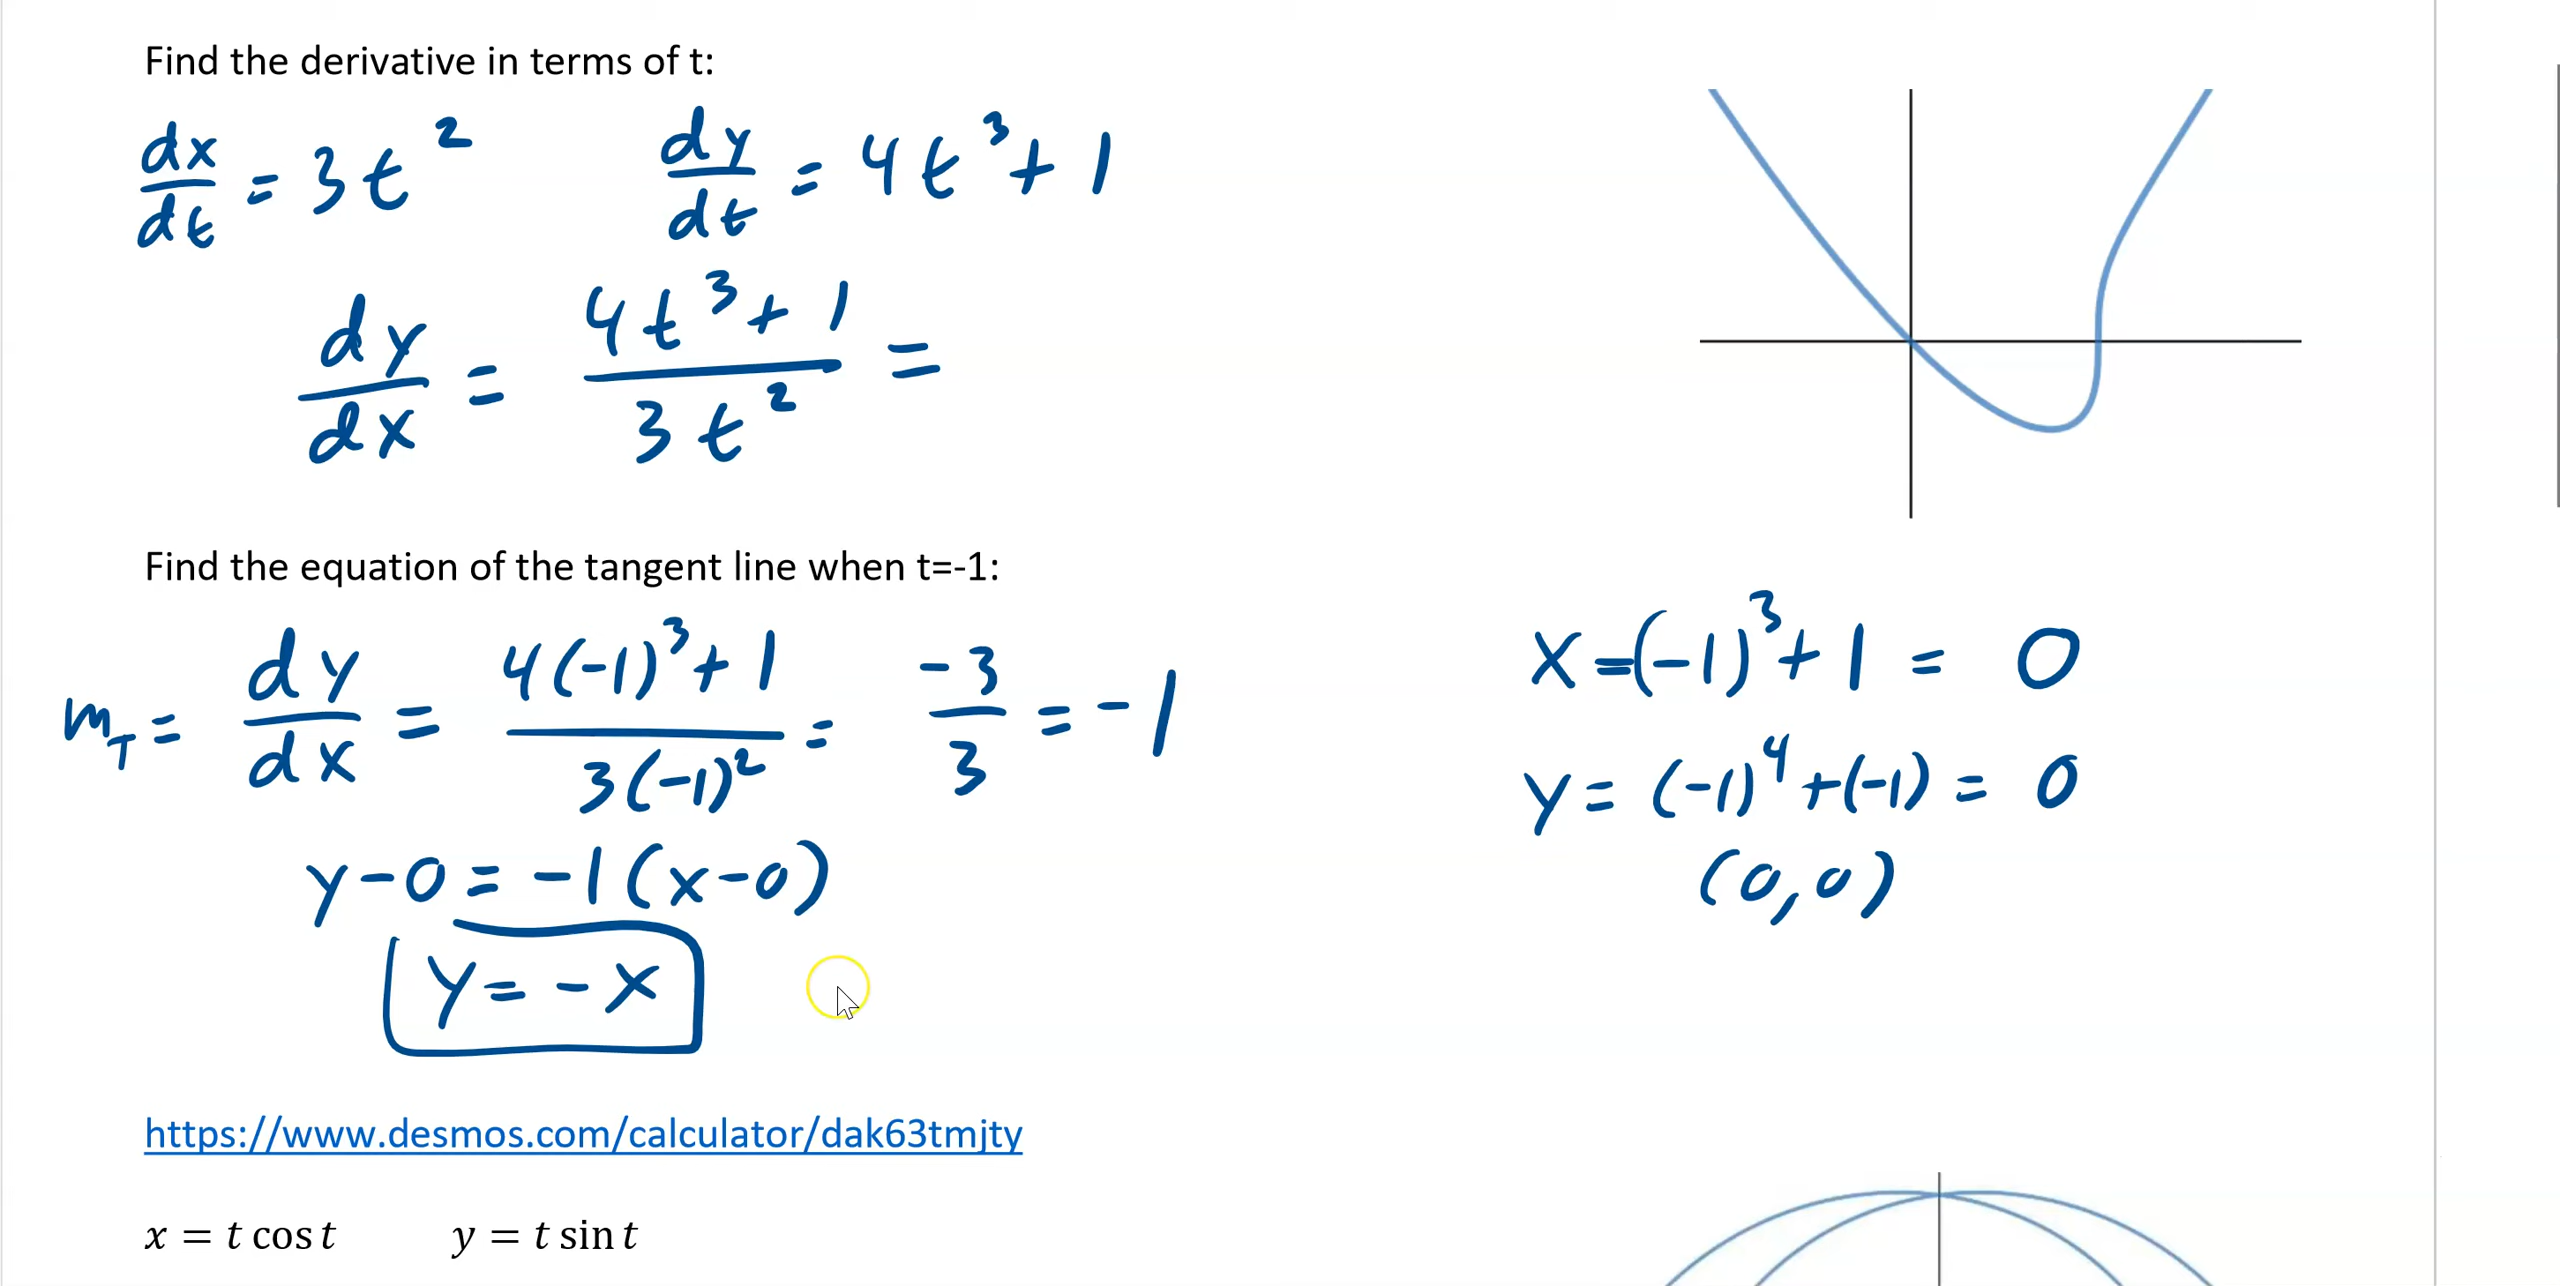 Find the derivative in terms of t:
dx/dt = 3t² dy/dt = 4t³+1
dy/dx = 4t³+1/3t² =
Find the equation of the tangent line when t=-1:
m_T = dy/dx = 4(-1)³+1/3(-1)² = -3/3 = -1
x=(-1)³+1 = 0
y= (-1)⁴+(-1) = 0
(0,0)
y-0 = -1(x-0)
y = -x
https://www.desmos.com/calculator/dak63tmjty
x = t cos t y = t sin t